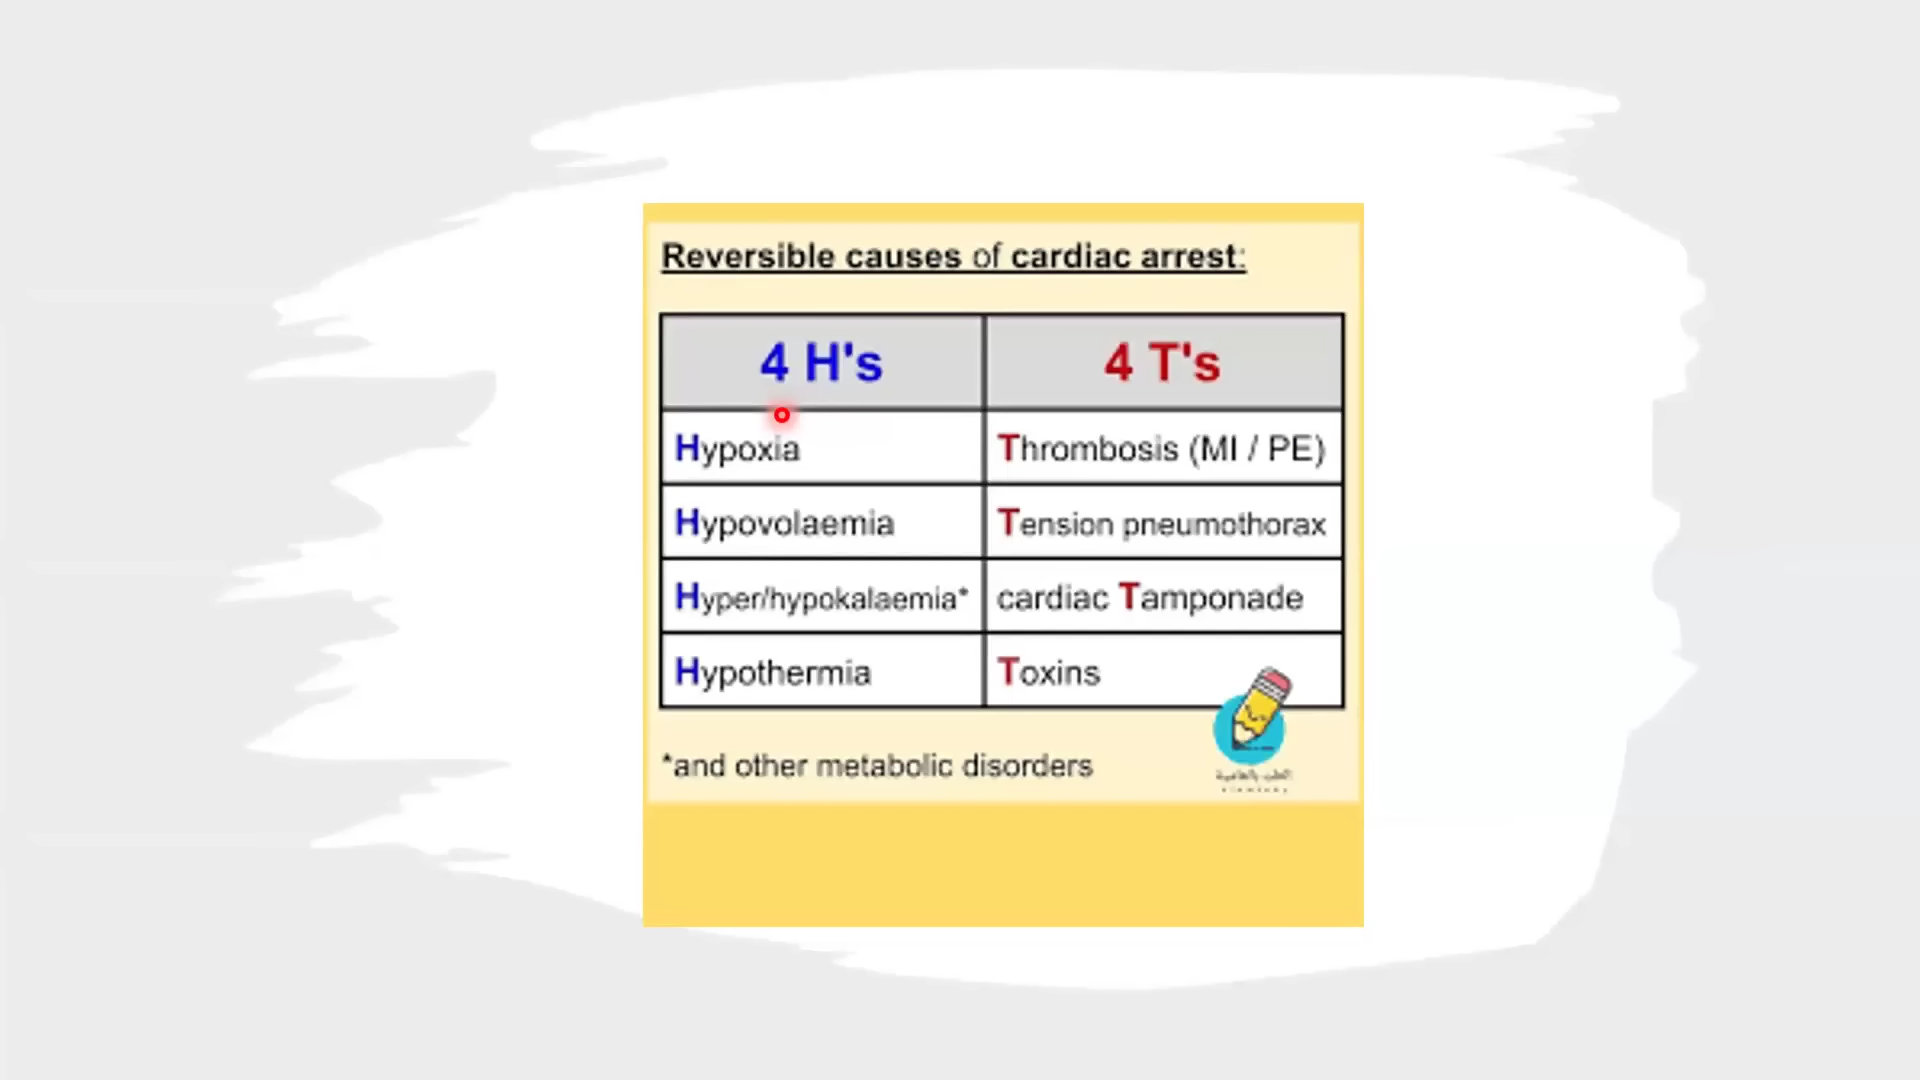 Reversible causes of cardiac arrest:
4 H's 4 T's
Hypoxia Thrombosis (MI / PE)
Hypovolaemia Tension pneumothorax
Hyper/hypokalaemia* cardiac Tamponade
Hypothermia Toxins
*and other metabolic disorders